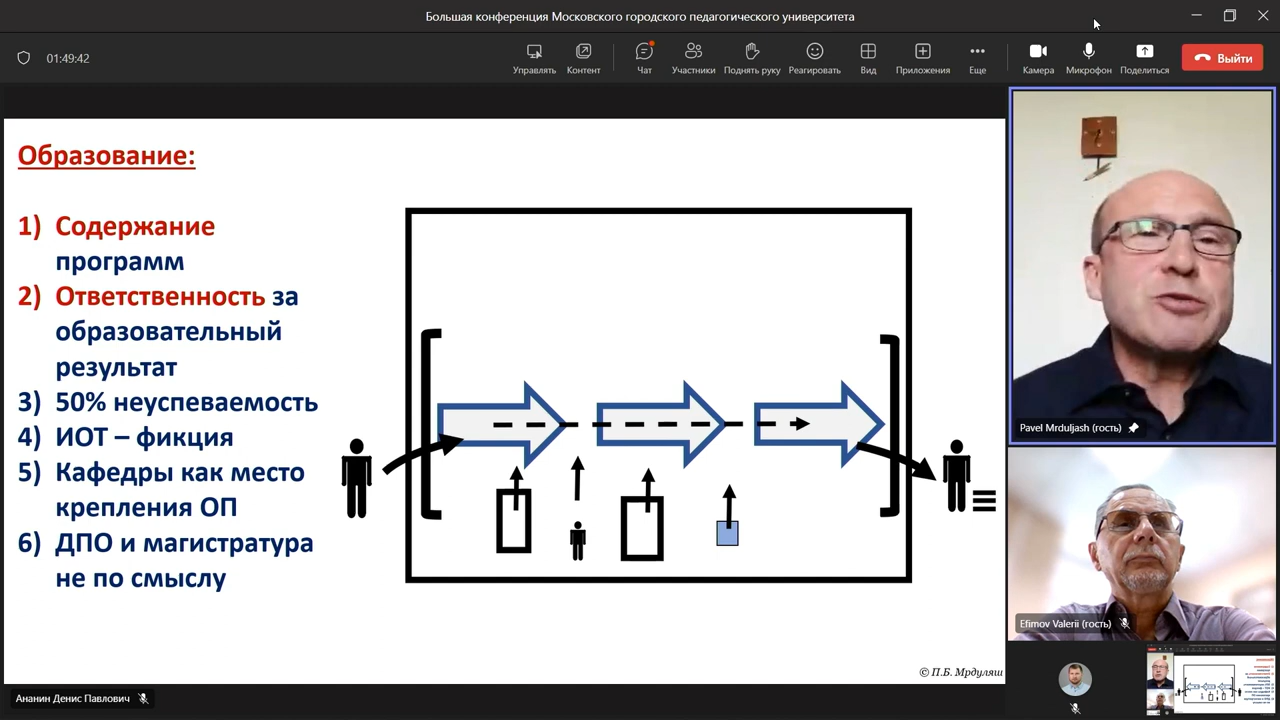 Большая конференция Московского городского педагогического университета
01:49:42
Управлять
Контент
Чат
Участники
Поднять руку
Реагировать
Вид
Приложения
Еще
Камера
Микрофон
Поделиться
Выйти
Образование:
1) Содержание
программ
2) Ответственность за
образовательный
результат
3) 50% неуспеваемость
4) ИОТ – фикция
5) Кафедры как место
крепления ОП
6) ДПО и магистратура
не по смыслу
© П.Б. Мрдуляш
Ананин Денис Павлович
Pavel Mrduljash (гость)
Efimov Valerii (гость)